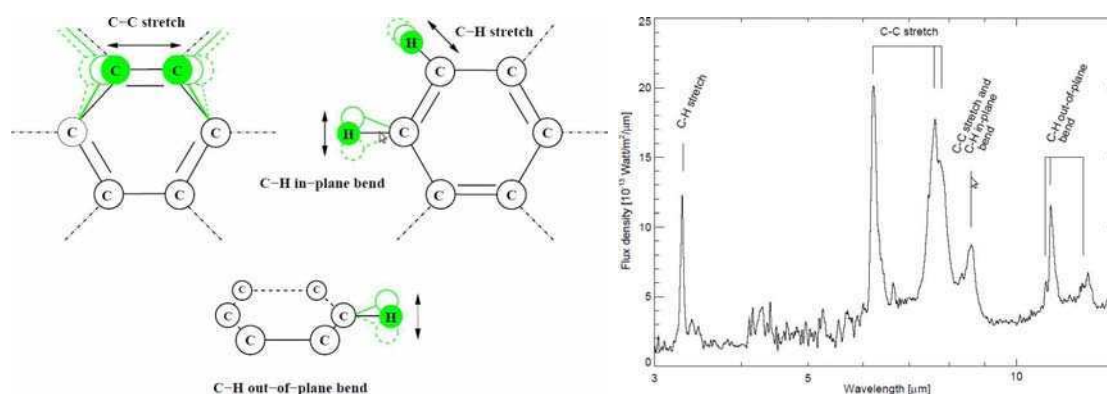 C−C stretch
C−H stretch
C C
H
C
C C
C C
H C C
C−H in−plane bend
C C
C C
C C
C C H
C C
C−H out−of−plane bend
25
20
15
10
5
0
Flux density [10⁻¹³ Watt/m²/µm]
C-H stretch
C-C stretch
C-C stretch and
C-H in-plane
bend
C-H out-of-plane
bend
3 5 10
Wavelength [µm]